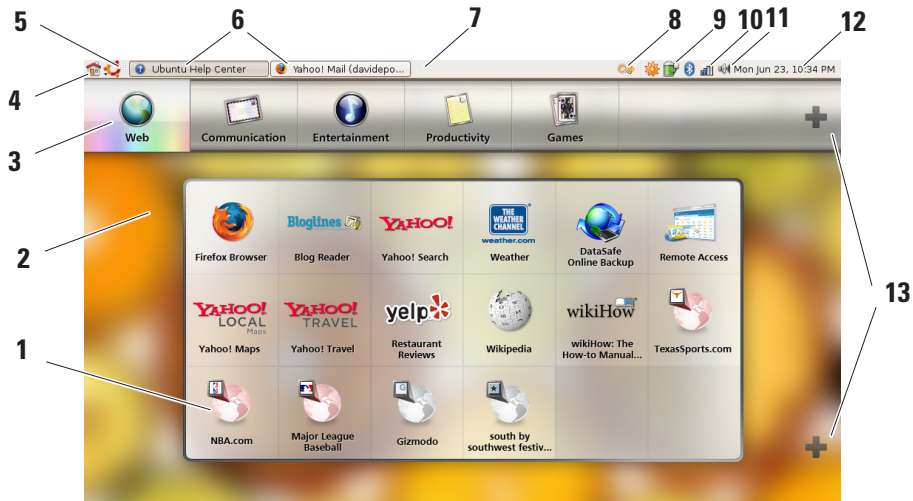 5 6 7 8 9 10 11 12
Ubuntu Help Center Yahoo! Mail (davidepo... Mon Jun 23, 10:34 PM
4
3
Web Communication Entertainment Productivity Games
2
Bloglines YAHOO! THE WEATHER CHANNEL weather.com
Firefox Browser Blog Reader Yahoo! Search Weather DataSafe Online Backup Remote Access
13
YAHOO! LOCAL Maps YAHOO! TRAVEL yelp wikiHow
Yahoo! Maps Yahoo! Travel Restaurant Reviews Wikipedia wikiHow: The How-to Manual... TexasSports.com
1
G
NBA.com Major League Baseball Gizmodo south by southwest festiv...